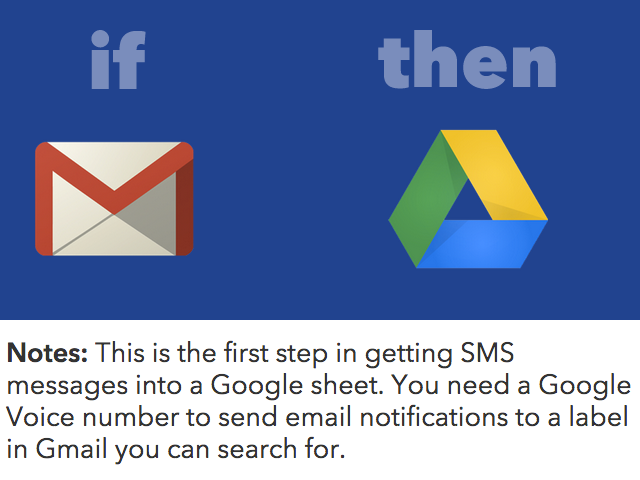 if then
Notes: This is the first step in getting SMS
messages into a Google sheet. You need a Google
Voice number to send email notifications to a label
in Gmail you can search for.